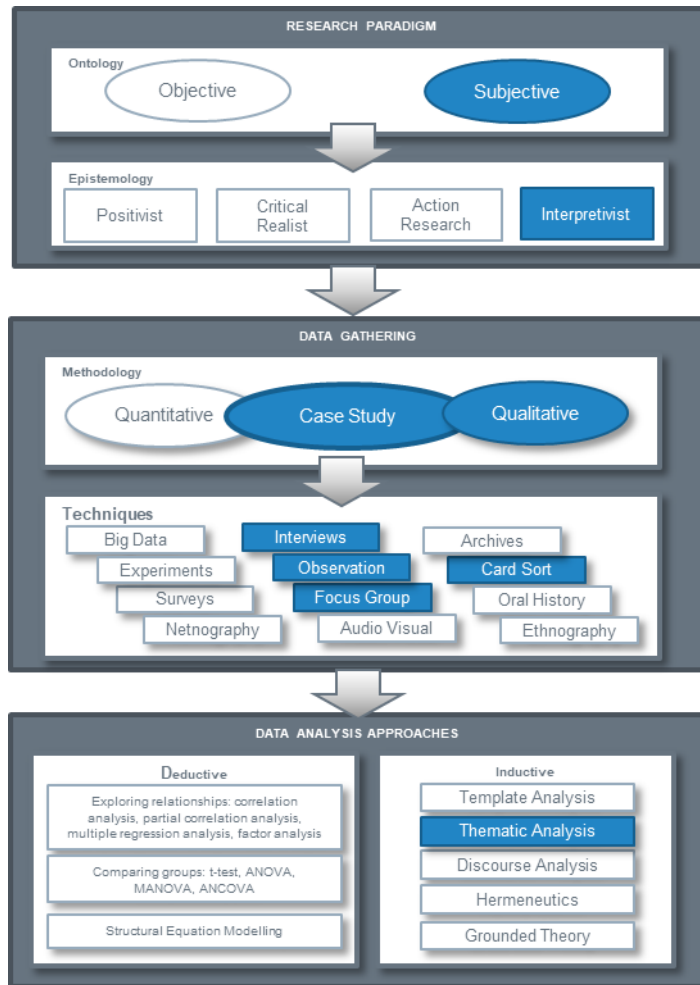 RESEARCH PARADIGM
Ontology
Objective
Subjective
Epistemology
Positivist
Critical
Realist
Action
Research
Interpretivist
DATA GATHERING
Methodology
Quantitative
Case Study
Qualitative
Techniques
Big Data
Experiments
Surveys
Netnography
Interviews
Observation
Focus Group
Audio Visual
Archives
Card Sort
Oral History
Ethnography
DATA ANALYSIS APPROACHES
Deductive
Exploring relationships: correlation
analysis, partial correlation analysis,
multiple regression analysis, factor analysis
Comparing groups: t-test, ANOVA,
MANOVA, ANCOVA
Structural Equation Modelling
Inductive
Template Analysis
Thematic Analysis
Discourse Analysis
Hermeneutics
Grounded Theory